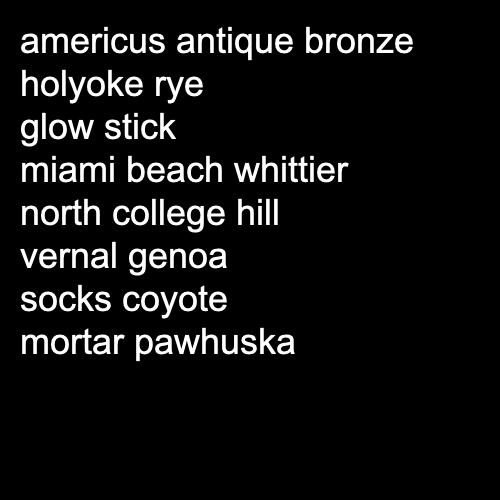 americus antique bronze
holyoke rye
glow stick
miami beach whittier
north college hill
vernal genoa
socks coyote
mortar pawhuska